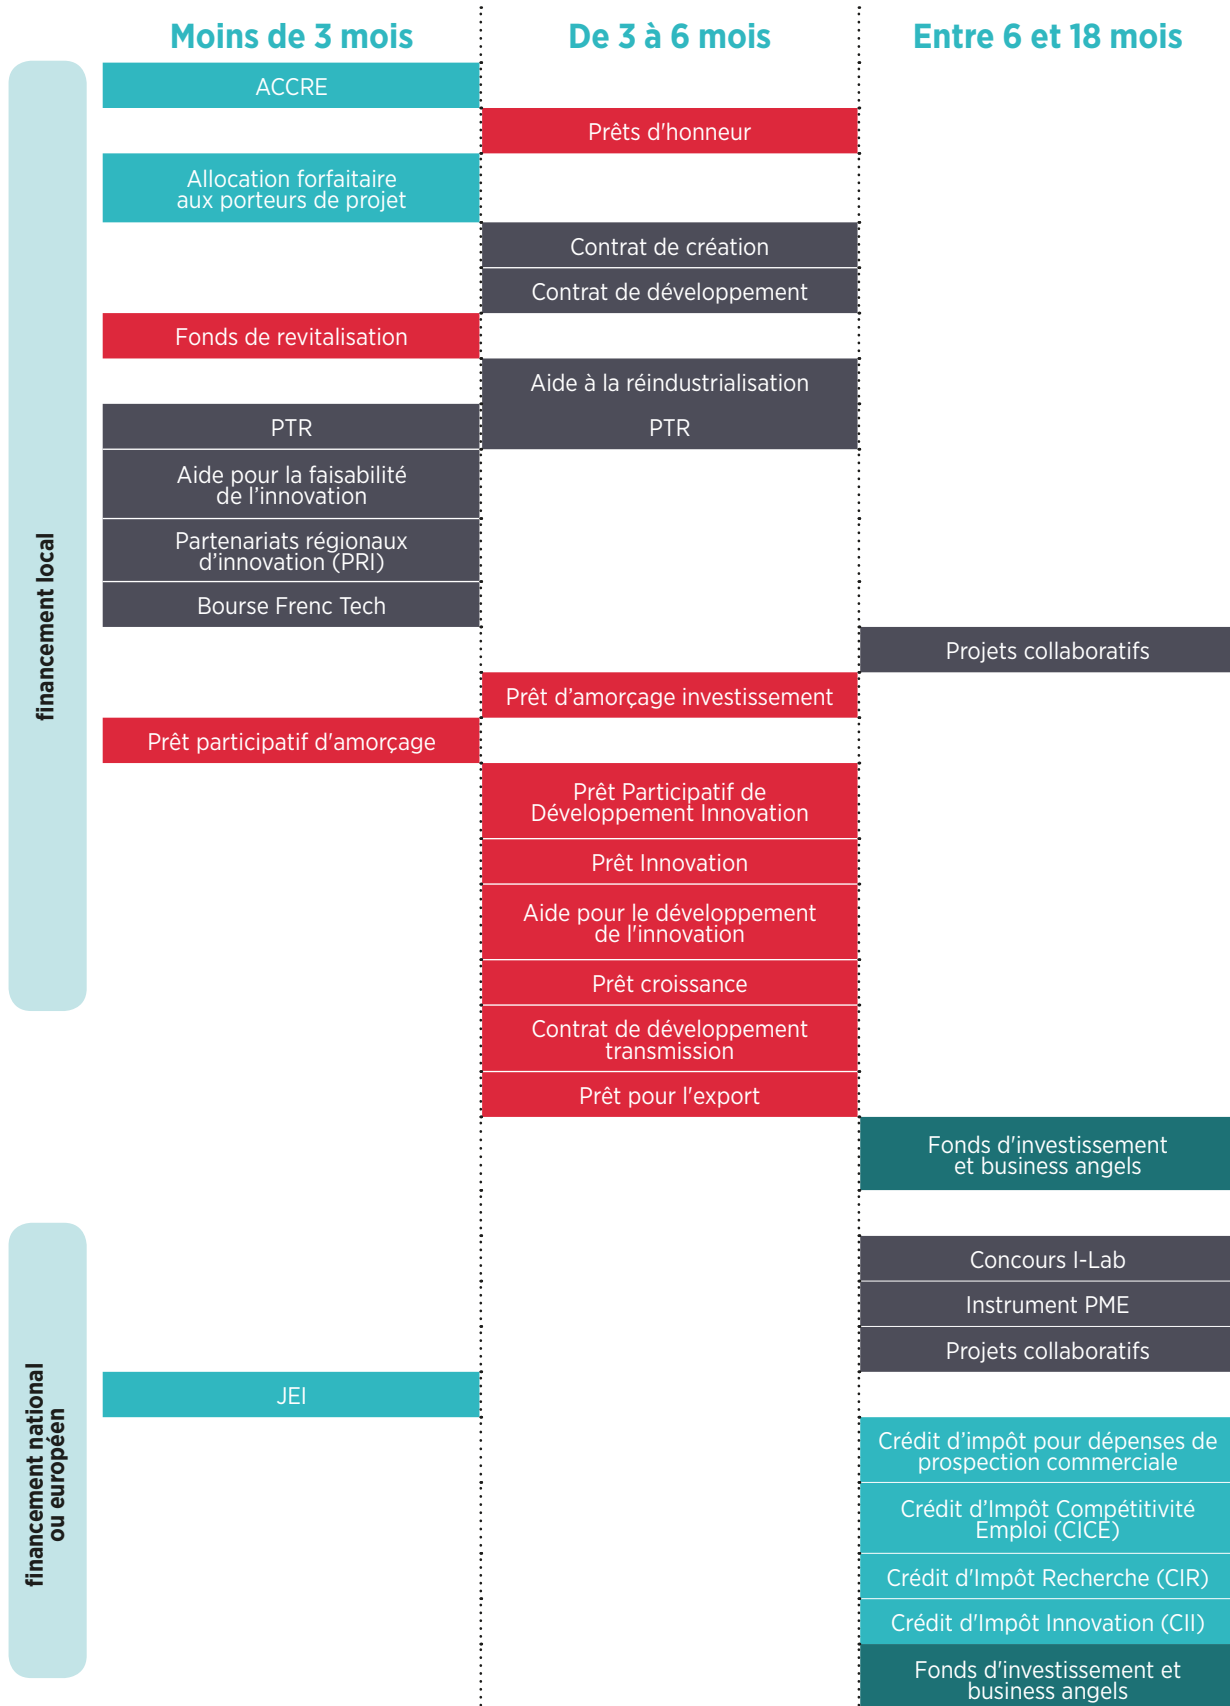 Moins de 3 mois
De 3 à 6 mois
Entre 6 et 18 mois
financement local
ACCRE
Prêts d'honneur
Allocation forfaitaire
aux porteurs de projet
Contrat de création
Contrat de développement
Fonds de revitalisation
Aide à la réindustrialisation
PTR
PTR
Aide pour la faisabilité
de l’innovation
Partenariats régionaux
d’innovation (PRI)
Bourse Frenc Tech
Projets collaboratifs
Prêt d’amorçage investissement
Prêt participatif d'amorçage
Prêt Participatif de
Développement Innovation
Prêt Innovation
Aide pour le développement
de l'innovation
Prêt croissance
Contrat de développement
transmission
Prêt pour l'export
Fonds d'investissement
et business angels
financement national
ou européen
Concours I-Lab
Instrument PME
Projets collaboratifs
JEI
Crédit d’impôt pour dépenses de
prospection commerciale
Crédit d’Impôt Compétitivité
Emploi (CICE)
Crédit d'Impôt Recherche (CIR)
Crédit d'Impôt Innovation (CII)
Fonds d'investissement et
business angels